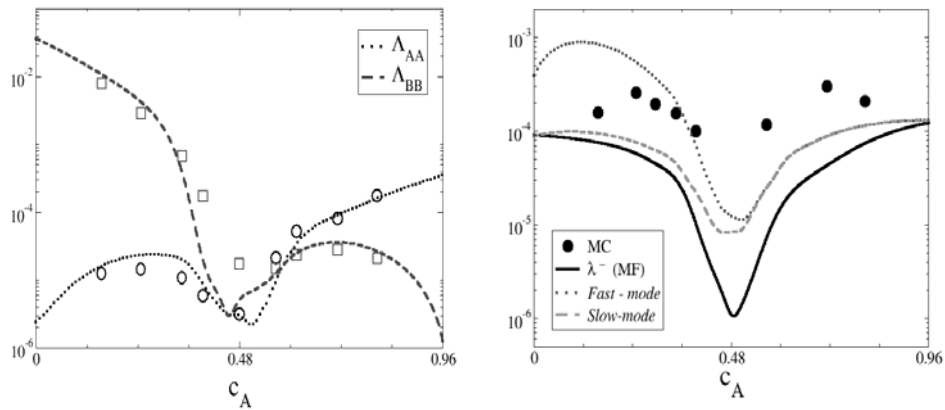 Λ_AA
Λ_BB
10^-2
10^-4
10^-6
0
0.48
0.96
c_A
10^-3
10^-4
10^-5
10^-6
MC
λ^- (MF)
Fast - mode
Slow-mode
0
0.48
0.96
c_A